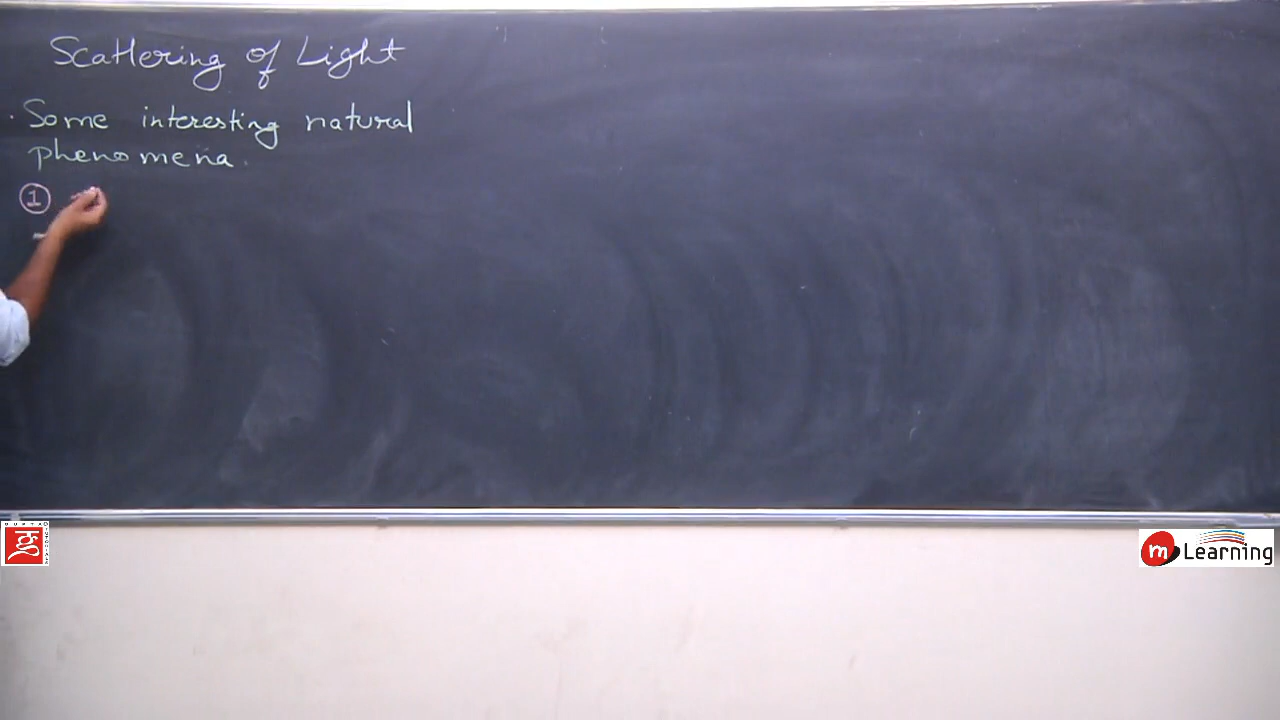 Scattering of Light
· Some interesting natural
phenomena.
①
m Learning